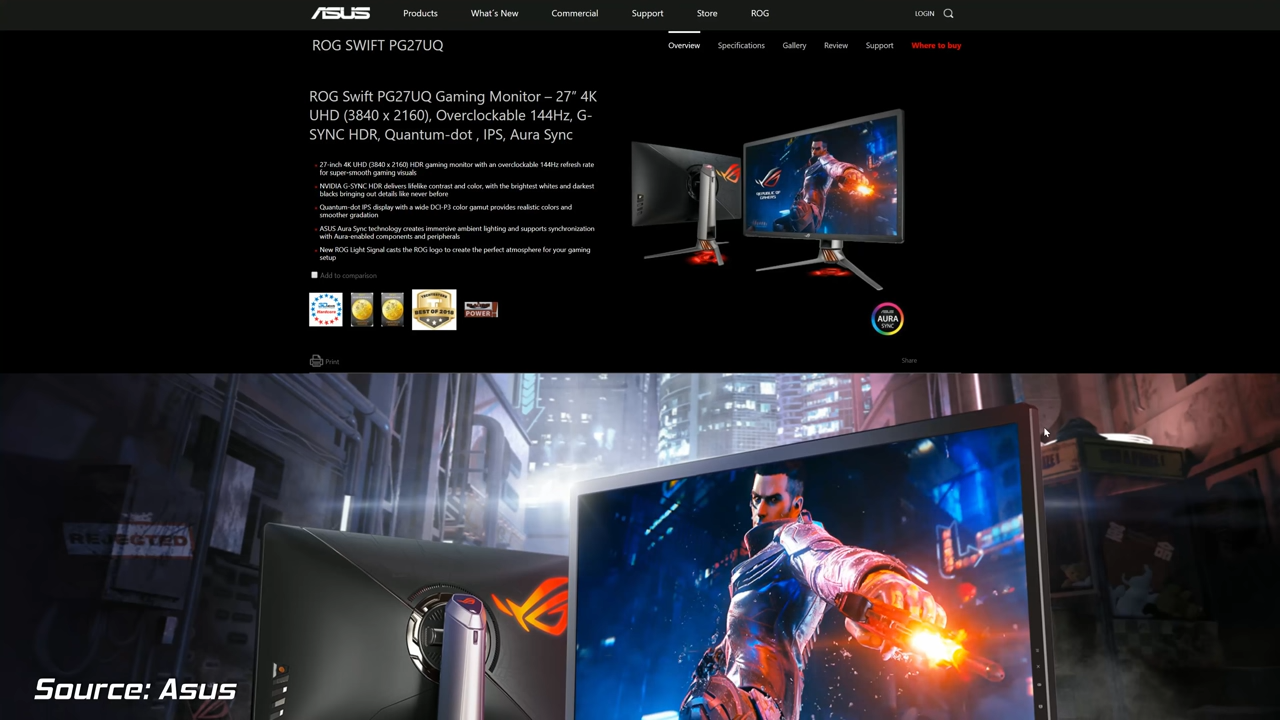 ASUS Products What's New Commercial Support Store ROG LOGIN
ROG SWIFT PG27UQ Overview Specifications Gallery Review Support Where to buy
ROG Swift PG27UQ Gaming Monitor – 27” 4K
UHD (3840 x 2160), Overclockable 144Hz, G-
SYNC HDR, Quantum-dot , IPS, Aura Sync
27-inch 4K UHD (3840 x 2160) HDR gaming monitor with an overclockable 144Hz refresh rate
for super-smooth gaming visuals
NVIDIA G-SYNC HDR delivers lifelike contrast and color, with the brightest whites and darkest
blacks bringing out details like never before
Quantum-dot IPS display with a wide DCI-P3 color gamut provides realistic colors and
smoother gradation
ASUS Aura Sync technology creates immersive ambient lighting and supports synchronization
with Aura-enabled components and peripherals
New ROG Light Signal casts the ROG logo to create the perfect atmosphere for your gaming
setup
Add to comparison
REPUBLIC OF
GAMERS
BEST OF 2018
POWER
AURA
SYNC
Print Share
REJECTED
Source: Asus